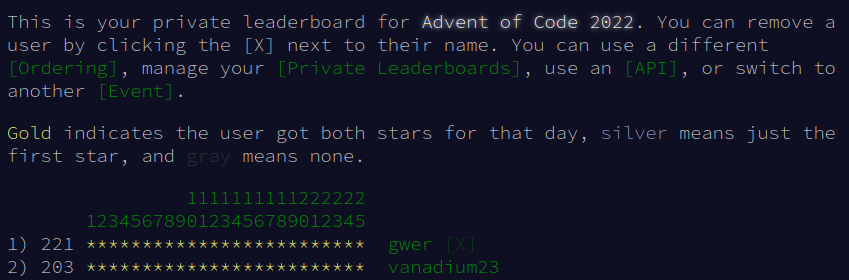 This is your private leaderboard for Advent of Code 2022. You can remove a
user by clicking the [X] next to their name. You can use a different
[Ordering], manage your [Private Leaderboards], use an [API], or switch to
another [Event].
Gold indicates the user got both stars for that day, silver means just the
first star, and gray means none.
1111111111222222
1234567890123456789012345
1) 221 ************************* gwer [X]
2) 203 ************************* vanadium23